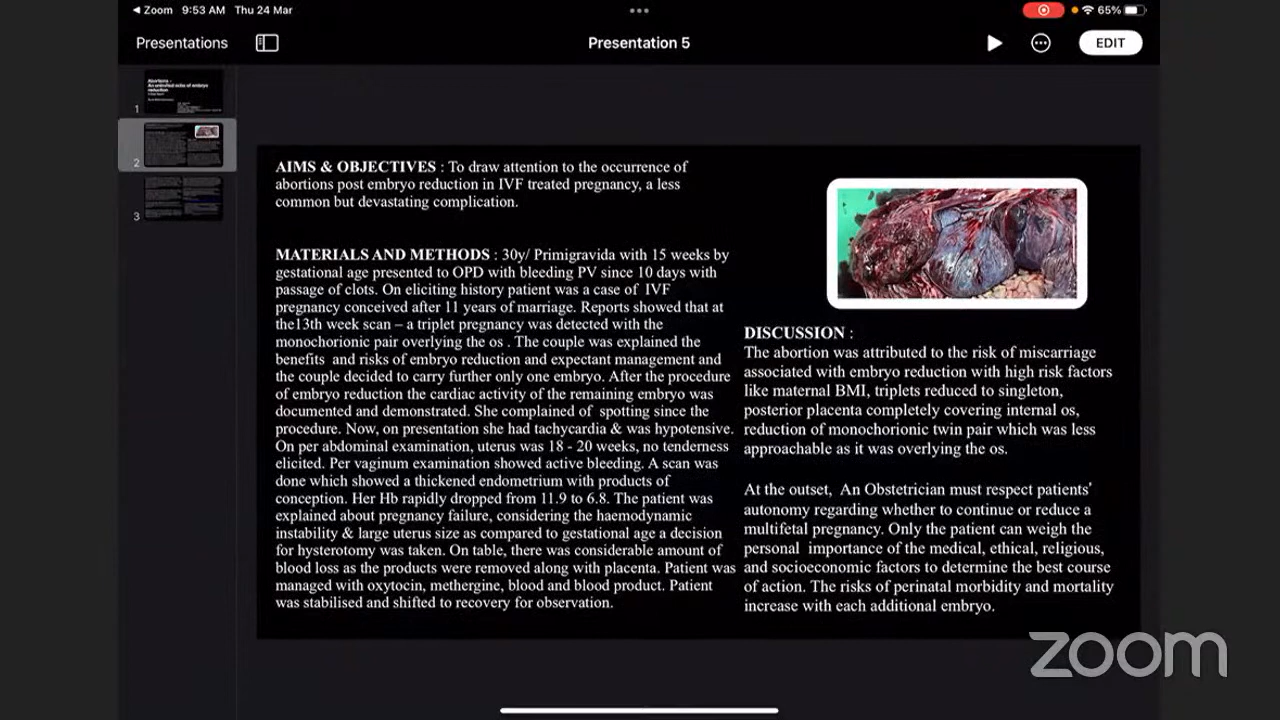 Zoom 9:53 AM Thu 24 Mar 65%
Presentations Presentation 5 EDIT
1
Abortions -
reduction
2
3
AIMS & OBJECTIVES : To draw attention to the occurrence of
abortions post embryo reduction in IVF treated pregnancy, a less
common but devastating complication.
MATERIALS AND METHODS : 30y/ Primigravida with 15 weeks by
gestational age presented to OPD with bleeding PV since 10 days with
passage of clots. On eliciting history patient was a case of IVF
pregnancy conceived after 11 years of marriage. Reports showed that at
the13th week scan – a triplet pregnancy was detected with the
monochorionic pair overlying the os . The couple was explained the
benefits and risks of embryo reduction and expectant management and
the couple decided to carry further only one embryo. After the procedure
of embryo reduction the cardiac activity of the remaining embryo was
documented and demonstrated. She complained of spotting since the
procedure. Now, on presentation she had tachycardia & was hypotensive.
On per abdominal examination, uterus was 18 - 20 weeks, no tenderness
elicited. Per vaginum examination showed active bleeding. A scan was
done which showed a thickened endometrium with products of
conception. Her Hb rapidly dropped from 11.9 to 6.8. The patient was
explained about pregnancy failure, considering the haemodynamic
instability & large uterus size as compared to gestational age a decision
for hysterotomy was taken. On table, there was considerable amount of
blood loss as the products were removed along with placenta. Patient was
managed with oxytocin, methergine, blood and blood product. Patient
was stabilised and shifted to recovery for observation.
DISCUSSION :
The abortion was attributed to the risk of miscarriage
associated with embryo reduction with high risk factors
like maternal BMI, triplets reduced to singleton,
posterior placenta completely covering internal os,
reduction of monochorionic twin pair which was less
approachable as it was overlying the os.
At the outset, An Obstetrician must respect patients'
autonomy regarding whether to continue or reduce a
multifetal pregnancy. Only the patient can weigh the
personal importance of the medical, ethical, religious,
and socioeconomic factors to determine the best course
of action. The risks of perinatal morbidity and mortality
increase with each additional embryo.
zoom